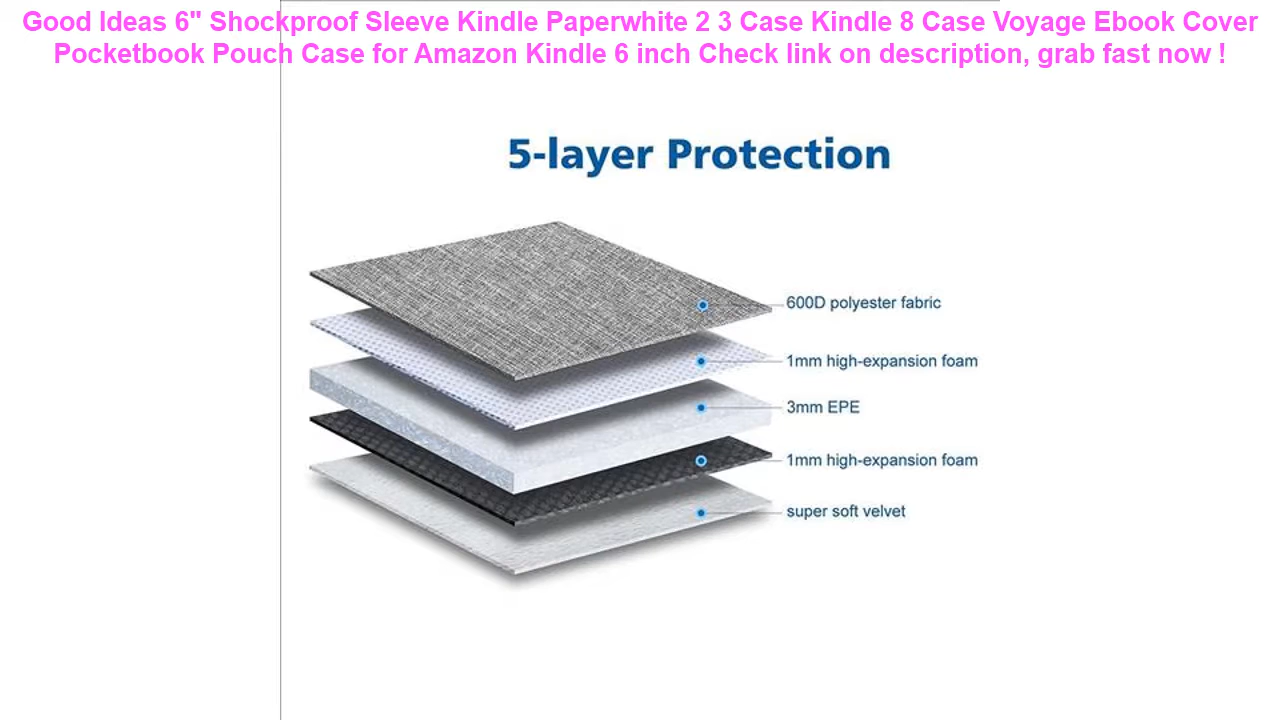 Good Ideas 6" Shockproof Sleeve Kindle Paperwhite 2 3 Case Kindle 8 Case Voyage Ebook Cover
Pocketbook Pouch Case for Amazon Kindle 6 inch Check link on description, grab fast now !
5-layer Protection
600D polyester fabric
1mm high-expansion foam
3mm EPE
1mm high-expansion foam
super soft velvet